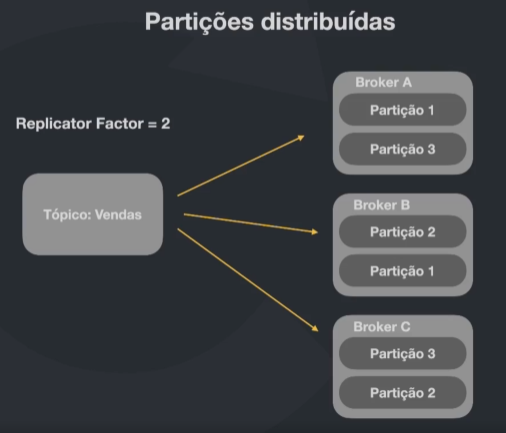 Partições distribuídas
Replicator Factor = 2
Tópico: Vendas
Broker A
Partição 1
Partição 3
Broker B
Partição 2
Partição 1
Broker C
Partição 3
Partição 2